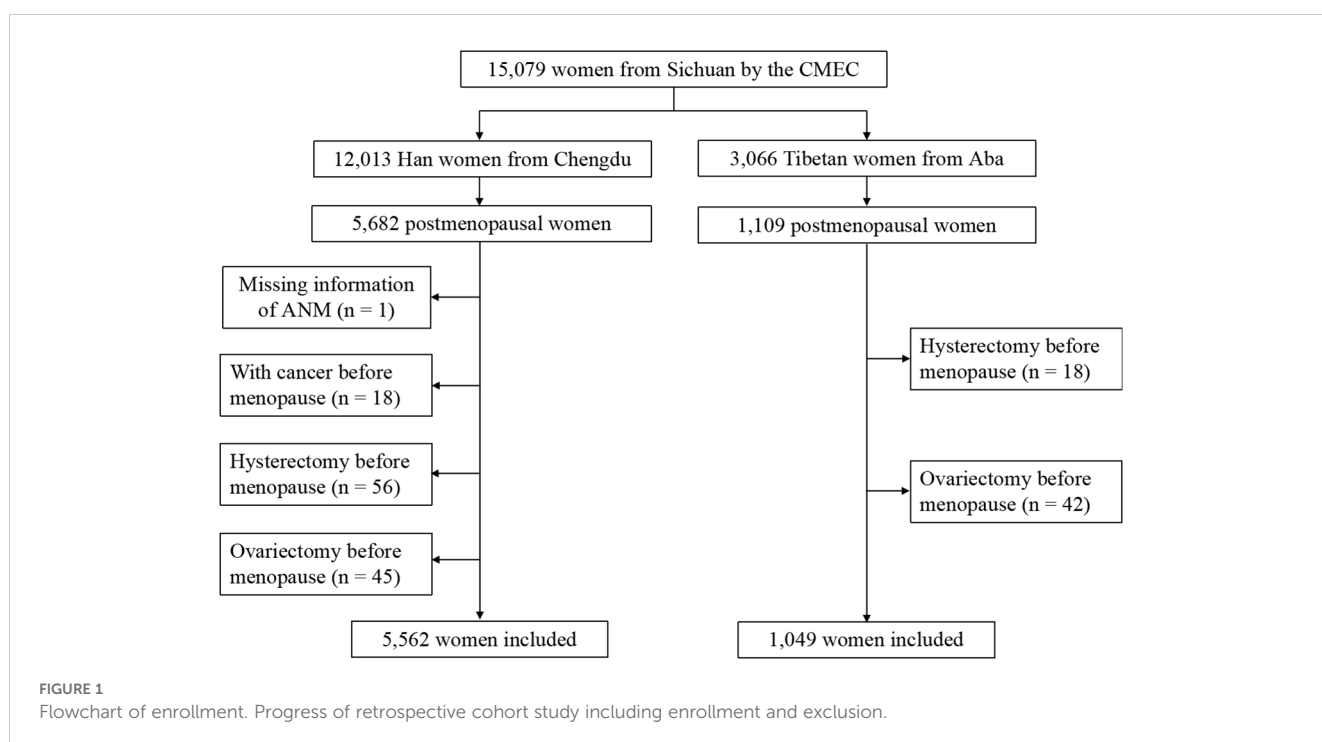 15,079 women from Sichuan by the CMEC
12,013 Han women from Chengdu
3,066 Tibetan women from Aba
5,682 postmenopausal women
1,109 postmenopausal women
Missing information
of ANM (n = 1)
With cancer before
menopause (n = 18)
Hysterectomy before
menopause (n = 56)
Ovariectomy before
menopause (n = 45)
Hysterectomy before
menopause (n = 18)
Ovariectomy before
menopause (n = 42)
5,562 women included
1,049 women included
FIGURE 1
Flowchart of enrollment. Progress of retrospective cohort study including enrollment and exclusion.